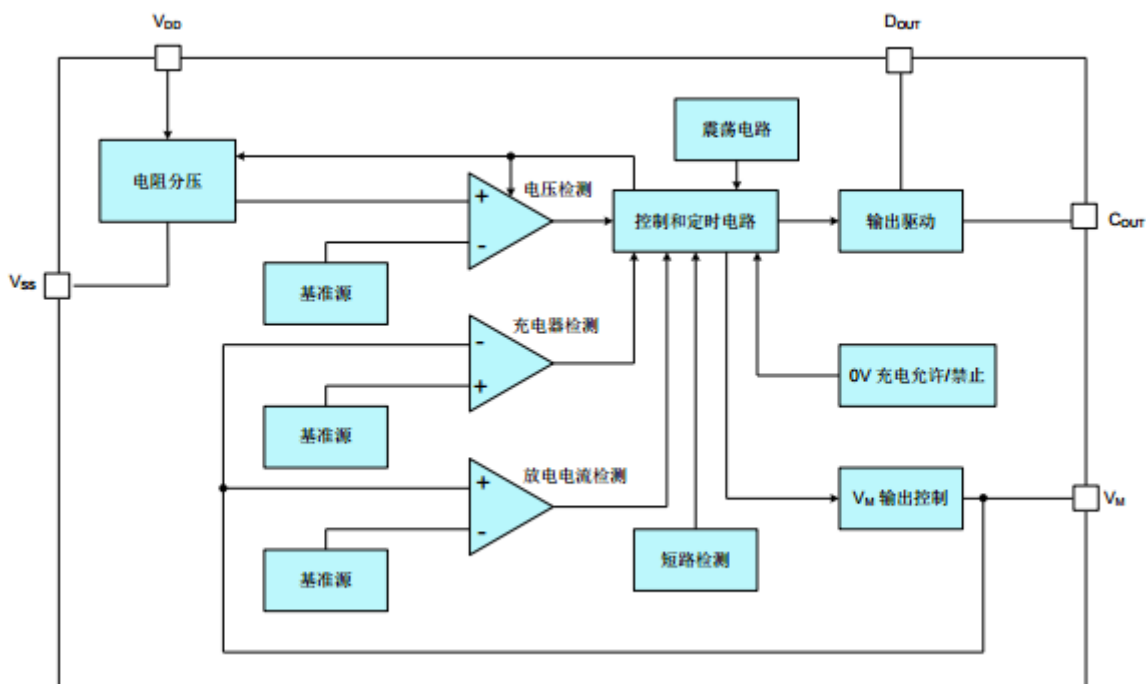 VDD
DOUT
震荡电路
电阻分压
+
电压检测
控制和定时电路
输出驱动
COUT
-
VSS
基准源
充电器检测
-
0V 充电允许/禁止
+
基准源
放电电流检测
+
VM 输出控制
VM
-
短路检测
基准源